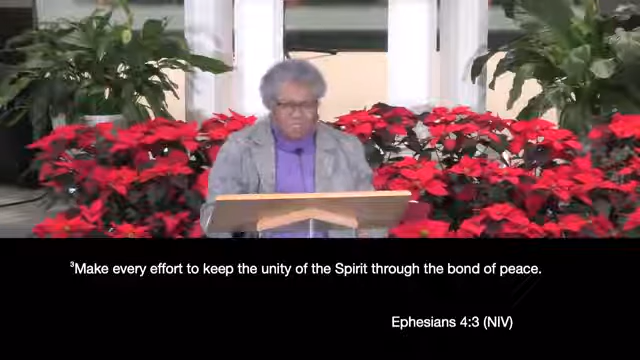 ³Make every effort to keep the unity of the Spirit through the bond of peace.
Ephesians 4:3 (NIV)